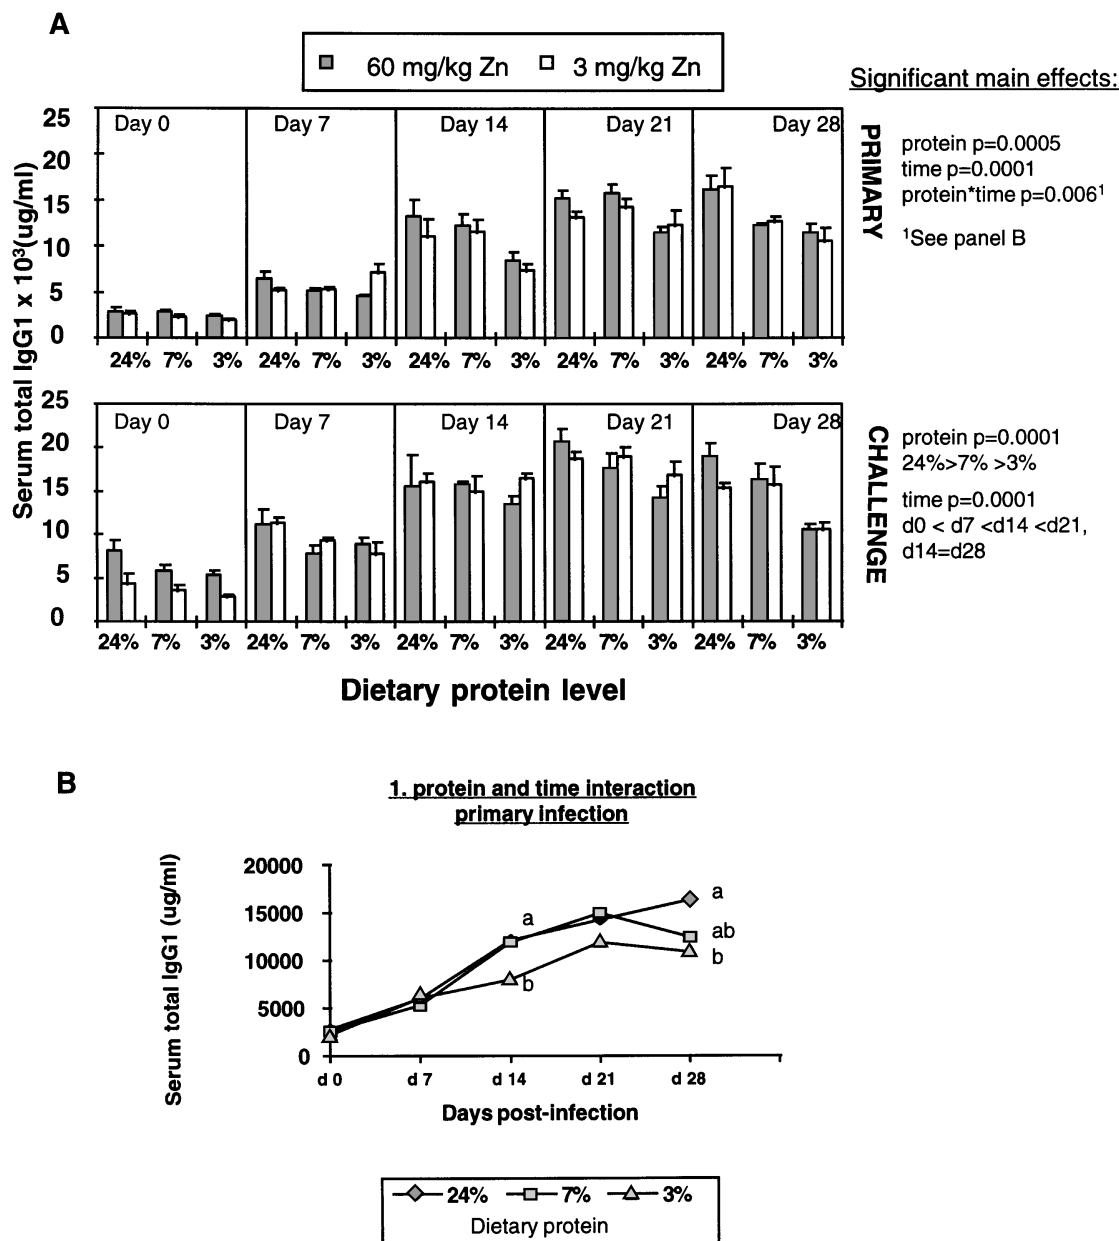 A
60 mg/kg Zn 3 mg/kg Zn
Significant main effects:
Serum total IgG1 x 10³(ug/ml)
25
20
15
10
5
0
Day 0 Day 7 Day 14 Day 21 Day 28
24% 7% 3% 24% 7% 3% 24% 7% 3% 24% 7% 3% 24% 7% 3%
PRIMARY
protein p=0.0005
time p=0.0001
protein*time p=0.006¹
¹See panel B
25
20
15
10
5
0
Day 0 Day 7 Day 14 Day 21 Day 28
24% 7% 3% 24% 7% 3% 24% 7% 3% 24% 7% 3% 24% 7% 3%
CHALLENGE
protein p=0.0001
24%>7% >3%
time p=0.0001
d0 < d7 <d14 <d21,
d14=d28
Dietary protein level
B
1. protein and time interaction
primary infection
Serum total IgG1 (ug/ml)
20000
15000
10000
5000
0
a
b
a
ab
b
d 0 d 7 d 14 d 21 d 28
Days post-infection
24% 7% 3%
Dietary protein